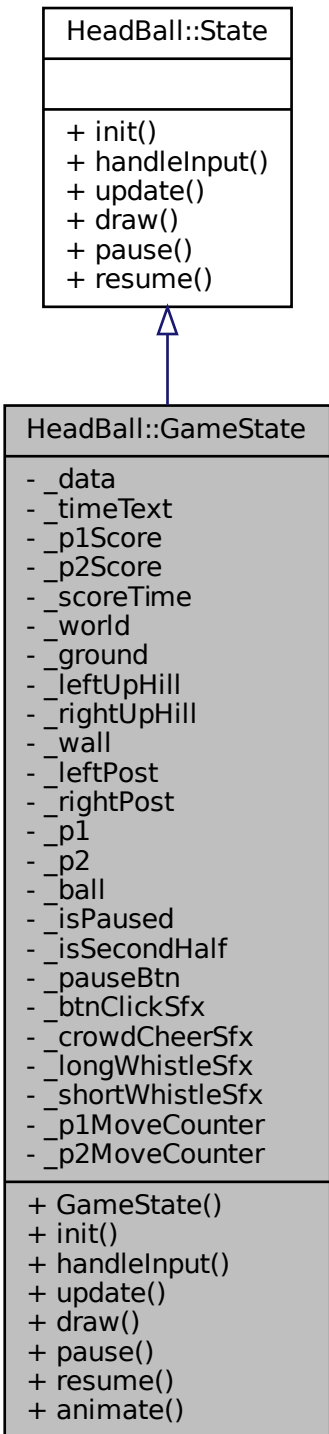 HeadBall::State
+ init()
+ handleInput()
+ update()
+ draw()
+ pause()
+ resume()
HeadBall::GameState
- _data
- _timeText
- _p1Score
- _p2Score
- _scoreTime
- _world
- _ground
- _leftUpHill
- _rightUpHill
- _wall
- _leftPost
- _rightPost
- _p1
- _p2
- _ball
- _isPaused
- _isSecondHalf
- _pauseBtn
- _btnClickSfx
- _crowdCheerSfx
- _longWhistleSfx
- _shortWhistleSfx
- _p1MoveCounter
- _p2MoveCounter
+ GameState()
+ init()
+ handleInput()
+ update()
+ draw()
+ pause()
+ resume()
+ animate()